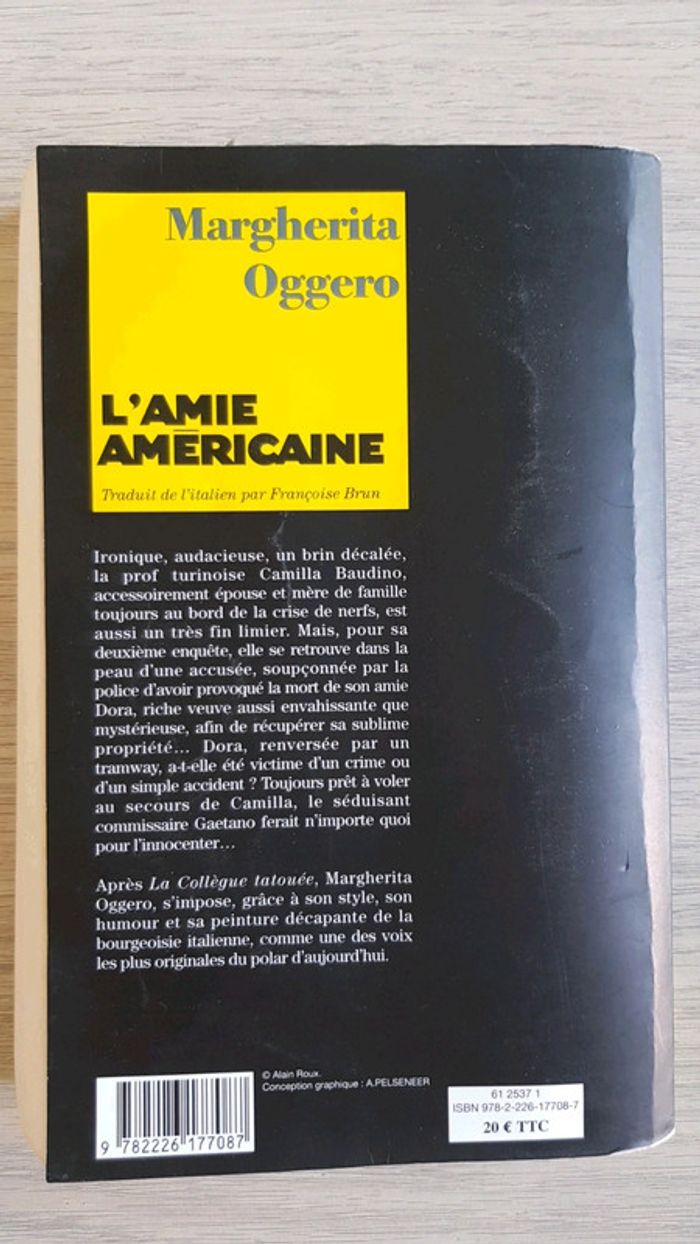 Margherita
Oggero
L'AMIE
AMÉRICAINE
Traduit de l'italien par Françoise Brun
Ironique, audacieuse, un brin décalée,
la prof turinoise Camilla Baudino,
accessoirement épouse et mère de famille
toujours au bord de la crise de nerfs, est
aussi un très fin limier. Mais, pour sa
deuxième enquête, elle se retrouve dans la
peau d'une accusée, soupçonnée par la
police d'avoir provoqué la mort de son amie
Dora, riche veuve aussi envahissante que
mystérieuse, afin de récupérer sa sublime
propriété... Dora, renversée par un
tramway, a-t-elle été victime d'un crime ou
d'un simple accident ? Toujours prêt à voler
au secours de Camilla, le séduisant
commissaire Gaetano ferait n'importe quoi
pour l'innocenter...
Après La Collègue tatouée, Margherita
Oggero, s'impose, grâce à son style, son
humour et sa peinture décapante de la
bourgeoisie italienne, comme une des voix
les plus originales du polar d'aujourd'hui.
© Alain Roux.
Conception graphique : A.PELSENEER
9 782226 177087
61 2537 1
ISBN 978-2-226-17708-7
20 € TTC